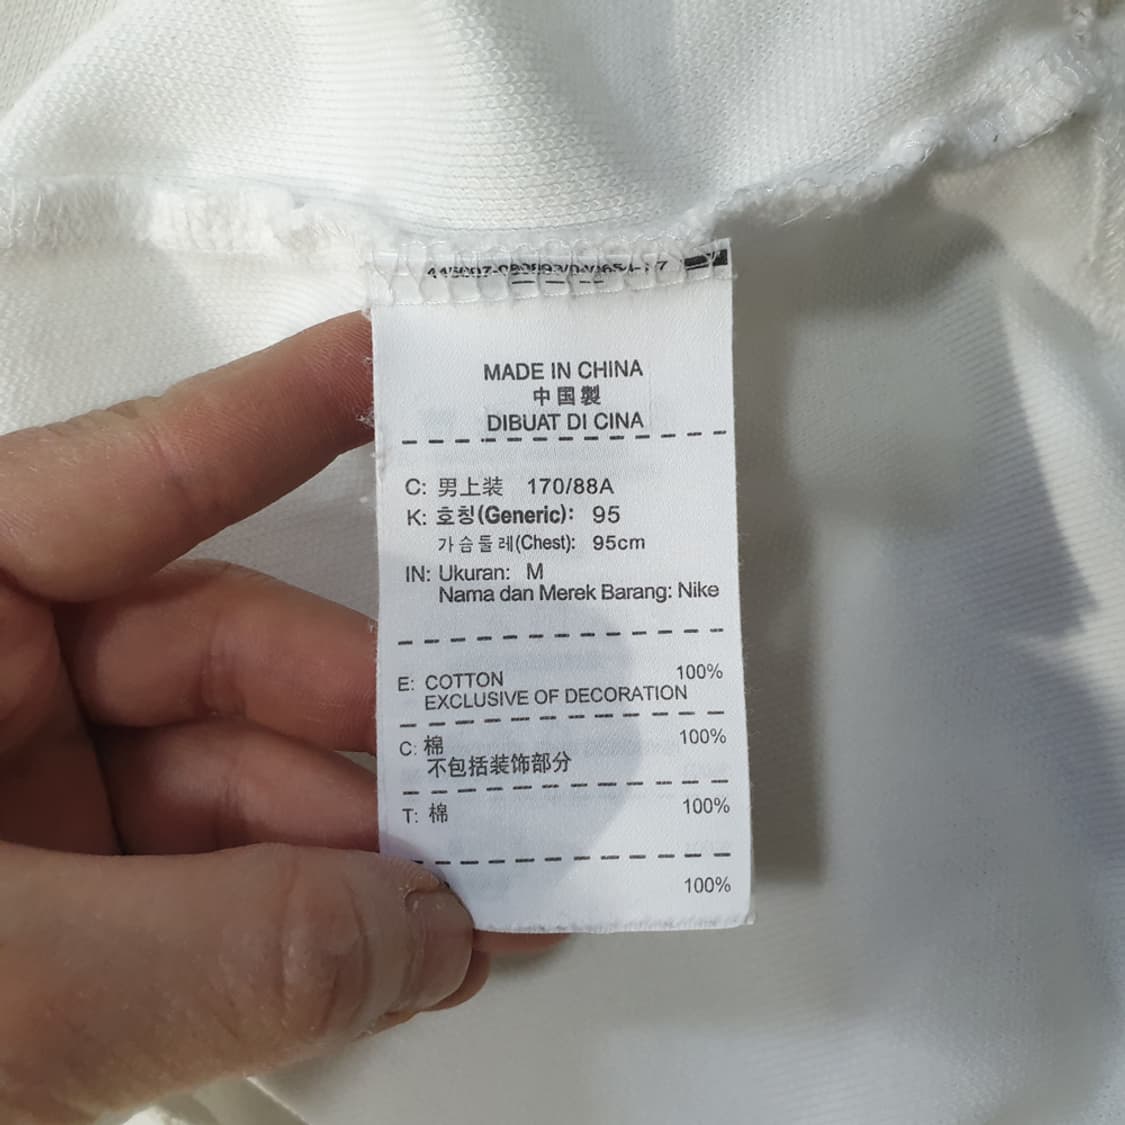 MADE IN CHINA
中国製
DIBUAT DI CINA
C: 男上装 170/88A
K: 호칭(Generic): 95
가슴둘레(Chest): 95cm
IN: Ukuran: M
Nama dan Merek Barang: Nike
E: COTTON 100%
EXCLUSIVE OF DECORATION
C: 棉 100%
不包括装饰部分
T: 棉 100%
100%